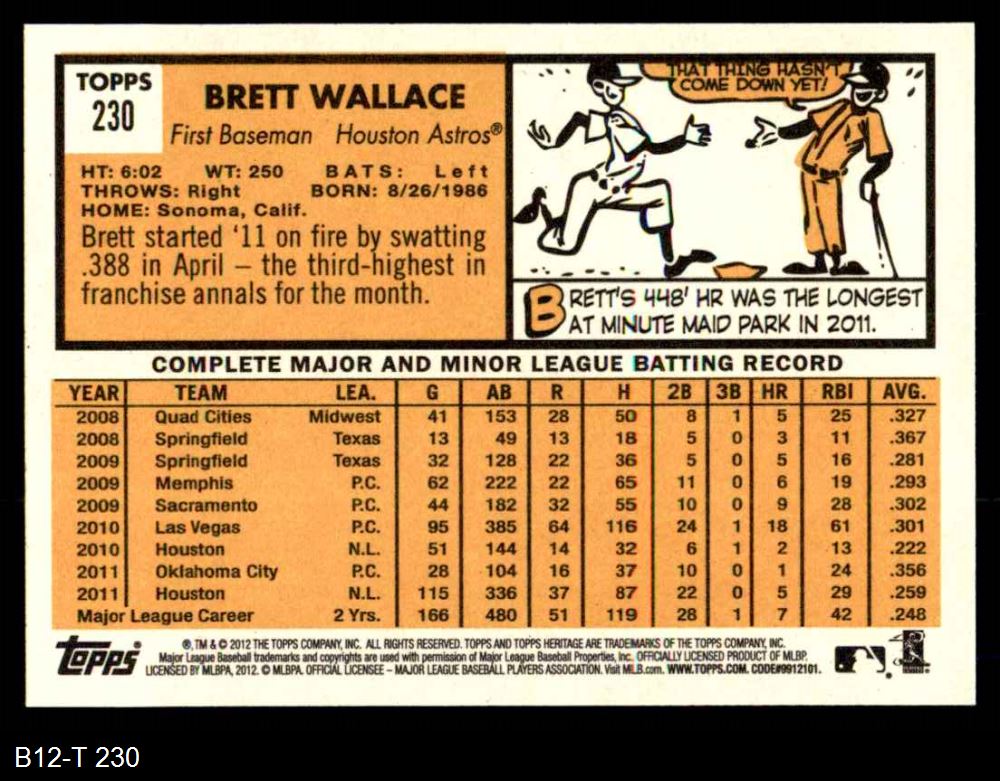 TOPPS
230
BRETT WALLACE
First Baseman Houston Astros®
HT: 6:02 WT: 250 BATS: Left
THROWS: Right BORN: 8/26/1986
HOME: Sonoma, Calif.
Brett started '11 on fire by swatting
.388 in April – the third-highest in
franchise annals for the month.
THAT THING HASN'T
COME DOWN YET!
BRETT'S 448' HR WAS THE LONGEST
AT MINUTE MAID PARK IN 2011.
COMPLETE MAJOR AND MINOR LEAGUE BATTING RECORD
YEAR TEAM LEA. G AB R H 2B 3B HR RBI AVG.
2008 Quad Cities Midwest 41 153 28 50 8 1 5 25 .327
2008 Springfield Texas 13 49 13 18 5 0 3 11 .367
2009 Springfield Texas 32 128 22 36 5 0 5 16 .281
2009 Memphis P.C. 62 222 22 65 11 0 6 19 .293
2009 Sacramento P.C. 44 182 32 55 10 0 9 28 .302
2010 Las Vegas P.C. 95 385 64 116 24 1 18 61 .301
2010 Houston N.L. 51 144 14 32 6 1 2 13 .222
2011 Oklahoma City P.C. 28 104 16 37 10 0 1 24 .356
2011 Houston N.L. 115 336 37 87 22 0 5 29 .259
Major League Career 2 Yrs. 166 480 51 119 28 1 7 42 .248
Topps
®, TM & © 2012 THE TOPPS COMPANY, INC. ALL RIGHTS RESERVED. TOPPS AND TOPPS HERITAGE ARE TRADEMARKS OF THE TOPPS COMPANY, INC.
Major League Baseball trademarks and copyrights are used with permission of Major League Baseball Properties, Inc. OFFICIALLY LICENSED PRODUCT OF MLBP.
LICENSED BY MLBPA, 2012. © MLBPA. OFFICIAL LICENSEE – MAJOR LEAGUE BASEBALL PLAYERS ASSOCIATION. Visit MLB.com. WWW.TOPPS.COM. CODE#9912101.
B12-T 230